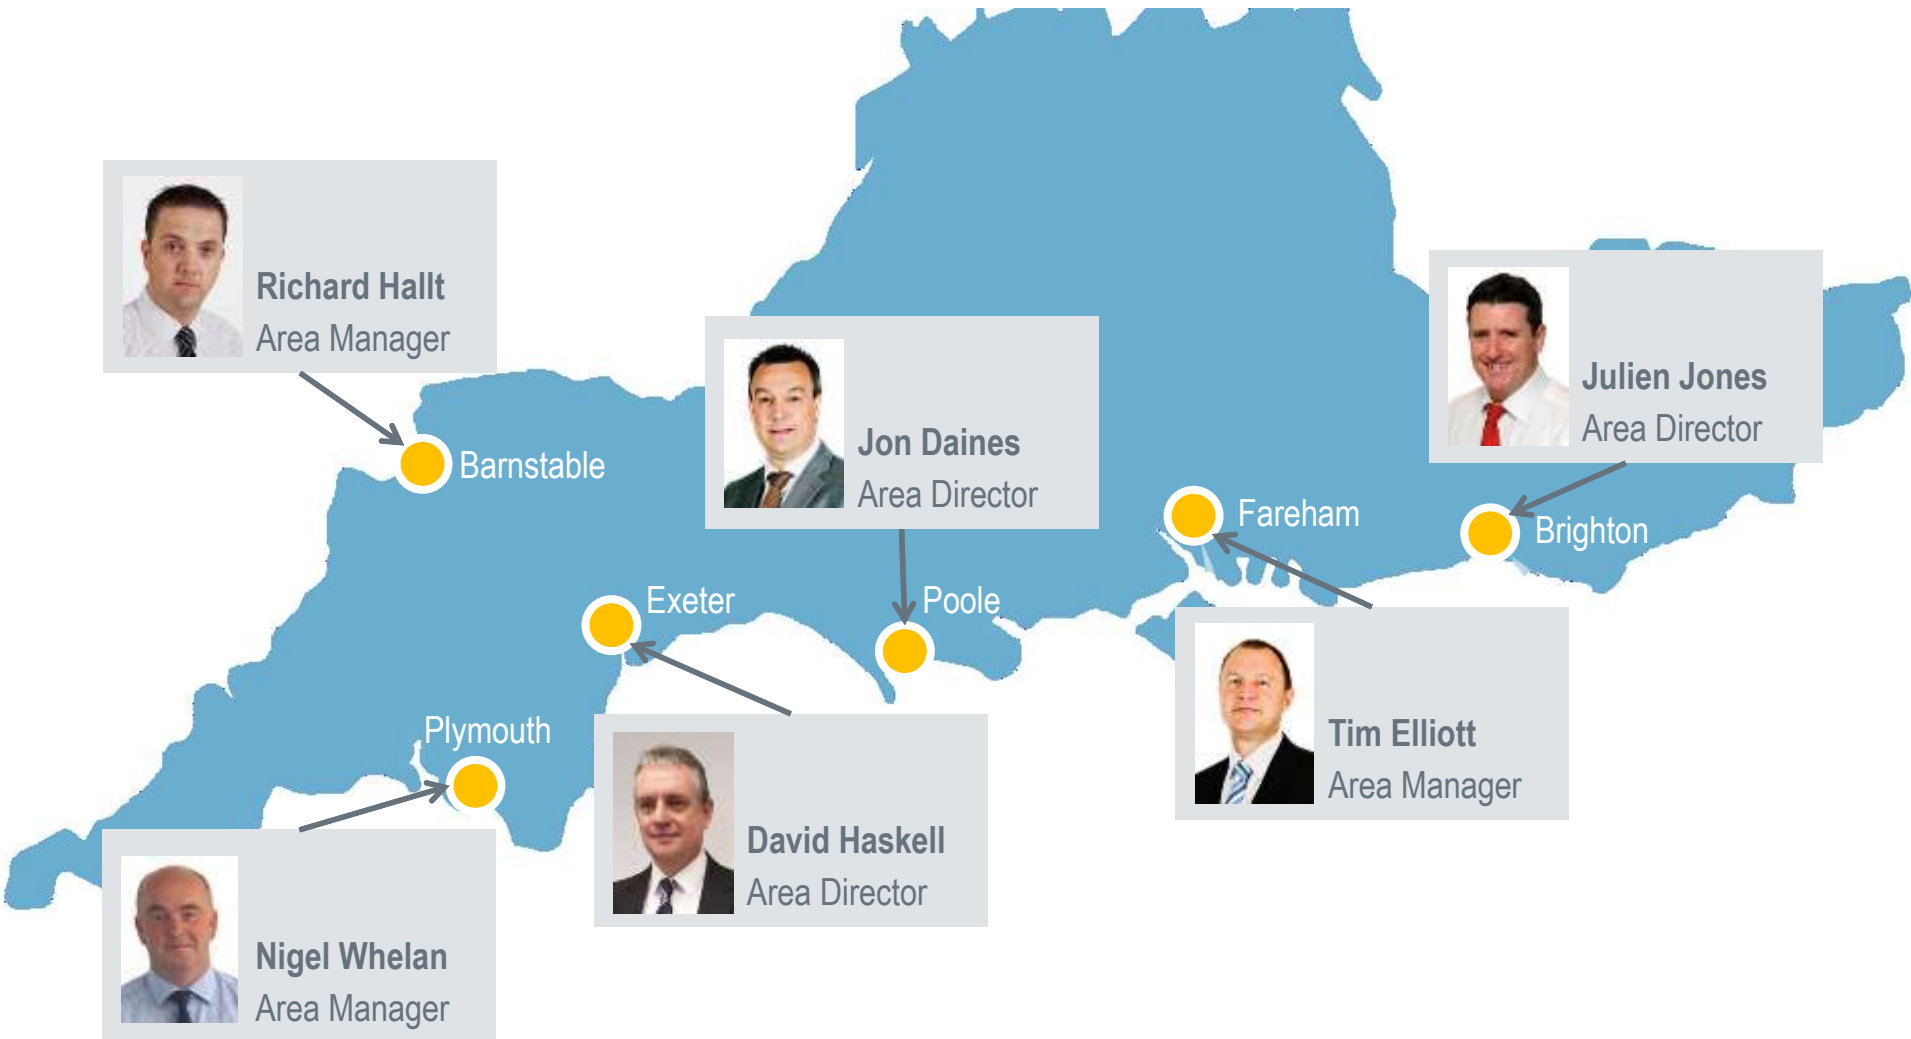 Richard Hallt
Area Manager
Barnstable
Jon Daines
Area Director
Julien Jones
Area Director
Fareham
Brighton
Exeter
Poole
Plymouth
Tim Elliott
Area Manager
David Haskell
Area Director
Nigel Whelan
Area Manager